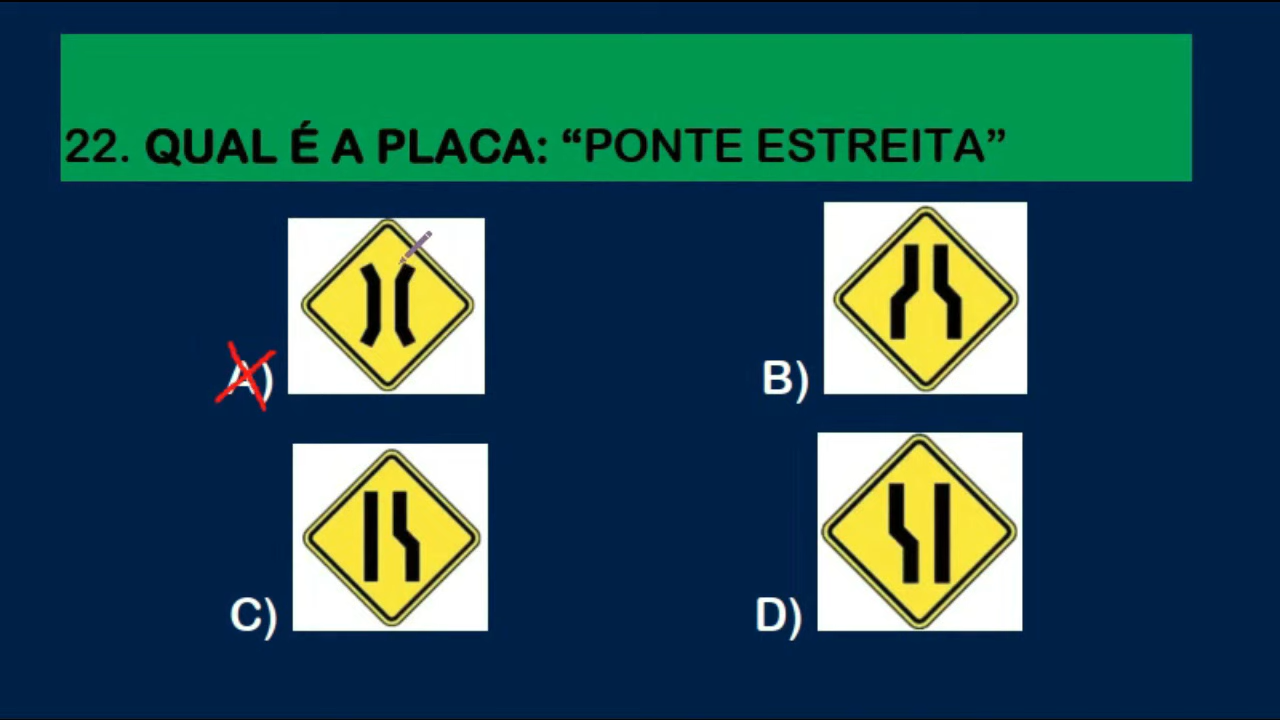 22. QUAL É A PLACA: “PONTE ESTREITA”
A)
B)
C)
D)